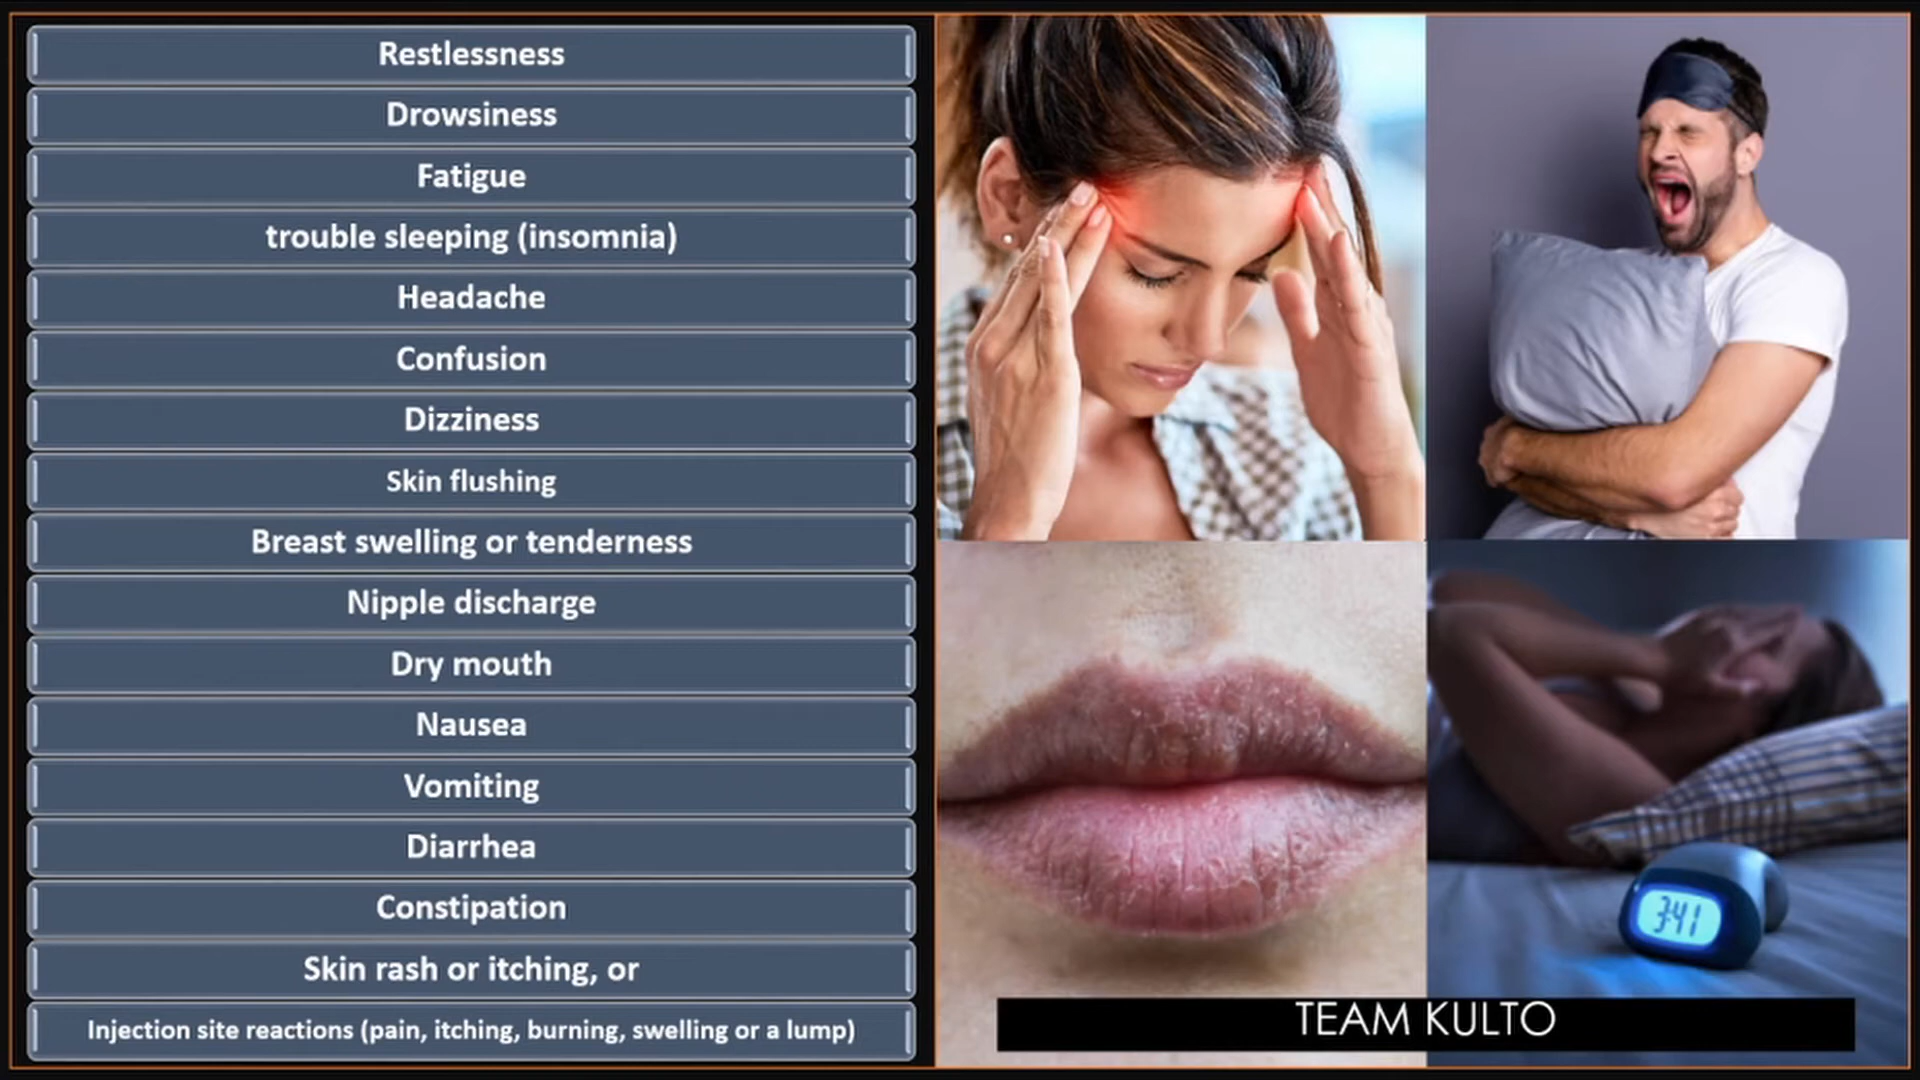 Restlessness
Drowsiness
Fatigue
trouble sleeping (insomnia)
Headache
Confusion
Dizziness
Skin flushing
Breast swelling or tenderness
Nipple discharge
Dry mouth
Nausea
Vomiting
Diarrhea
Constipation
Skin rash or itching, or
Injection site reactions (pain, itching, burning, swelling or a lump)
3:41
TEAM KULTO